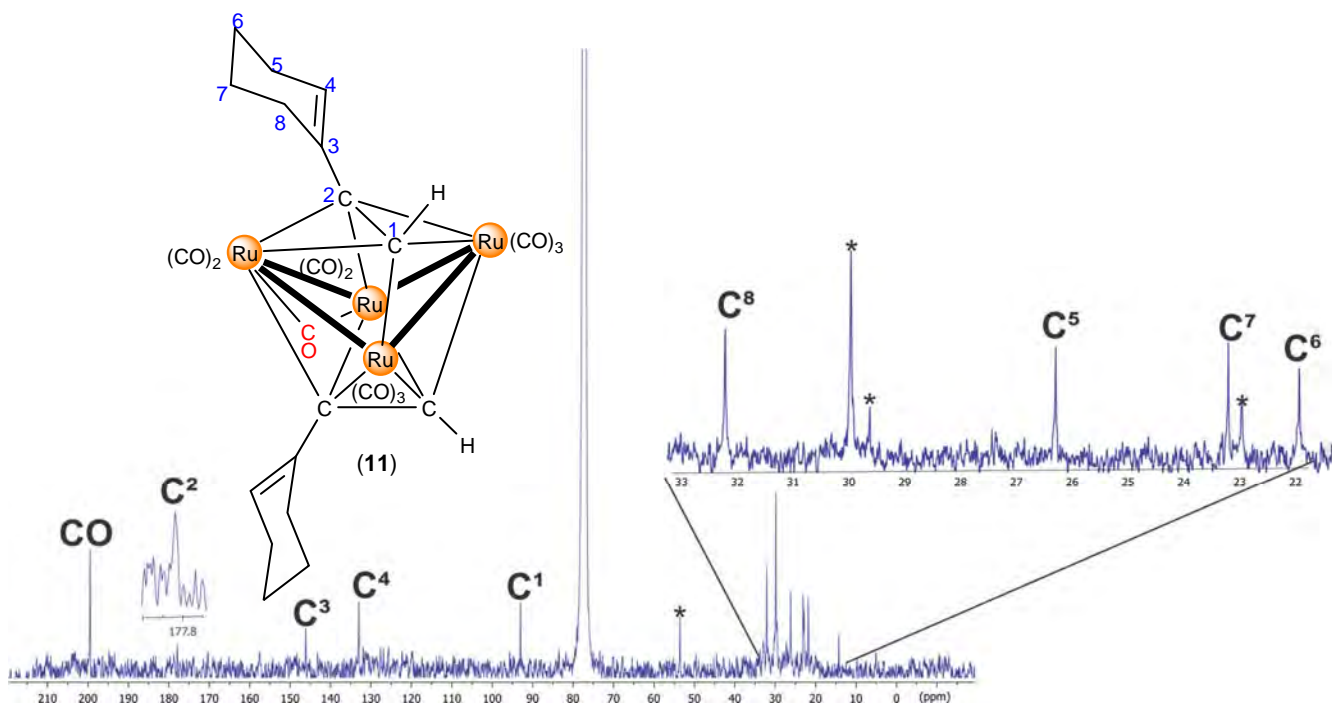 6
5
4
7
8
3
2
C
H
1
C
Ru
(CO)₂
(CO)₂
Ru
(CO)₃
Ru
C
O
Ru
(CO)₃
C
C
H
(11)
*
*
*
C⁸
C⁵
C⁷
C⁶
33 32 31 30 29 28 27 26 25 24 23 22
CO
C²
177.8
C³
C⁴
C¹
*
210 200 190 180 170 160 150 140 130 120 110 100 90 80 70 60 50 40 30 20 10 0 (ppm)